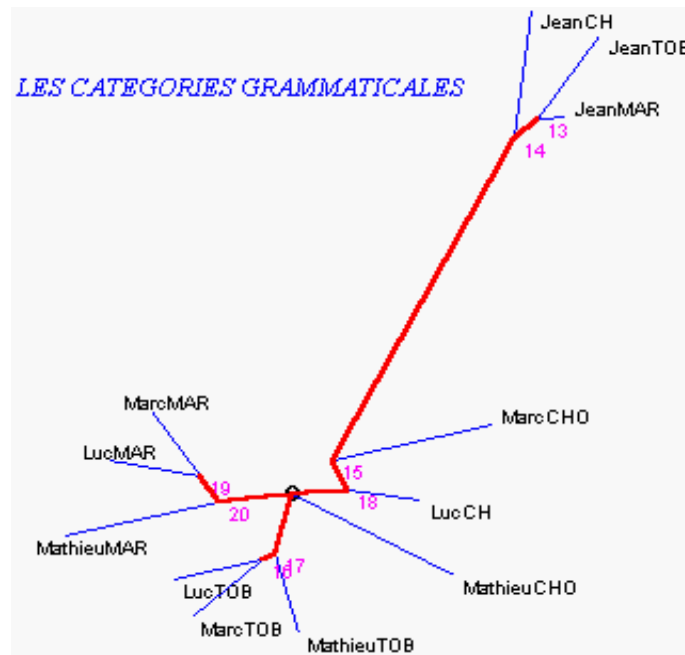 JeanCH
JeanTOB
LES CATEGORIES GRAMMATICALES
JeanMAR
13
14
MarcMAR
MarcCHO
LucMAR
15
19
18
20
LucCH
MathieuMAR
17
LucTOB
MathieuCHO
MarcTOB
MathieuTOB